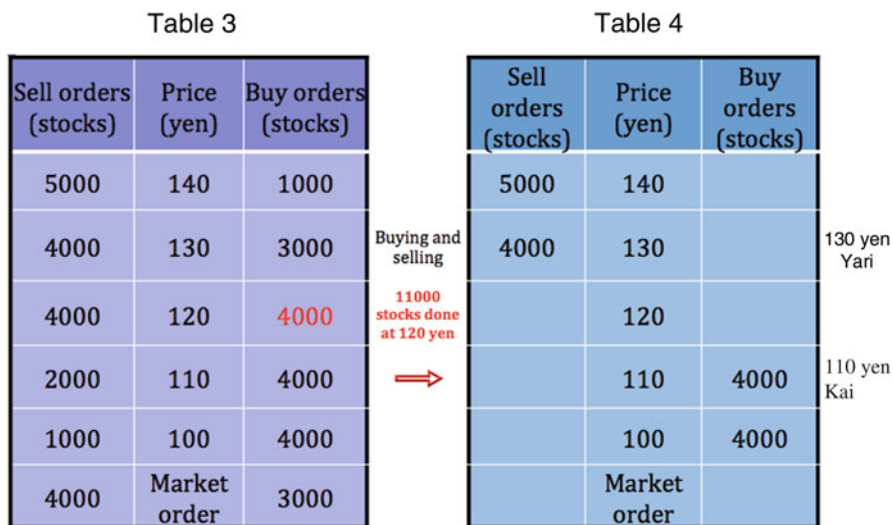 Table 3
Sell orders (stocks) Price (yen) Buy orders (stocks)
5000 140 1000
4000 130 3000
4000 120 4000
2000 110 4000
1000 100 4000
4000 Market order 3000
Buying and
selling
11000
stocks done
at 120 yen
Table 4
Sell orders (stocks) Price (yen) Buy orders (stocks)
5000 140
4000 130
120
110 4000
100 4000
Market order
130 yen
Yari
110 yen
Kai